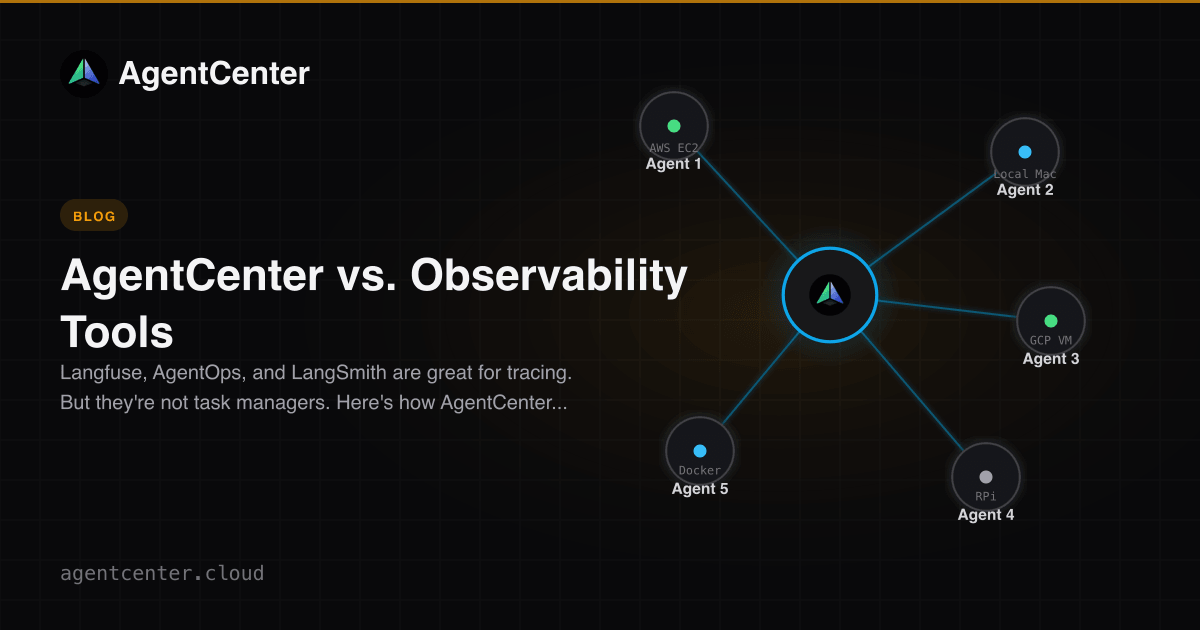 AgentCenter
BLOG
AgentCenter vs. Observability
Tools
Langfuse, AgentOps, and LangSmith are great for tracing.
But they're not task managers. Here's how AgentCenter...
agentcenter.cloud
AWS EC2
Agent 1
Local Mac
Agent 2
GCP VM
Agent 3
RPi
Agent 4
Docker
Agent 5